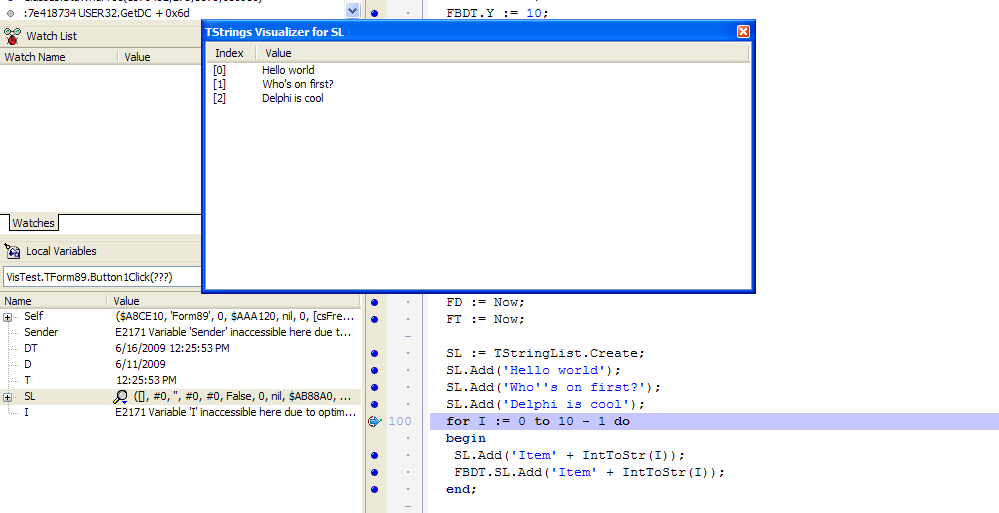 :7e418734 USER32.GetDC + 0x6d
Watch List
Watch Name Value
Watches
Local Variables
VisTest.TForm89.Button1Click(???)
Name Value
Self ($A8CE10, 'Form89', 0, $AAA120, nil, 0, [csFre...
Sender E2171 Variable 'Sender' inaccessible here due t...
DT 6/16/2009 12:25:53 PM
D 6/11/2009
T 12:25:53 PM
SL ([], #0, '', #0, #0, False, 0, nil, $AB88A0, ...
I E2171 Variable 'I' inaccessible here due to optim...
TStrings Visualizer for SL
Index Value
[0] Hello world
[1] Who's on first?
[2] Delphi is cool
FBDT.Y := 10;
FD := Now;
FT := Now;
SL := TStringList.Create;
SL.Add('Hello world');
SL.Add('Who''s on first?');
SL.Add('Delphi is cool');
100 for I := 0 to 10 - 1 do
begin
SL.Add('Item' + IntToStr(I));
FBDT.SL.Add('Item' + IntToStr(I));
end;